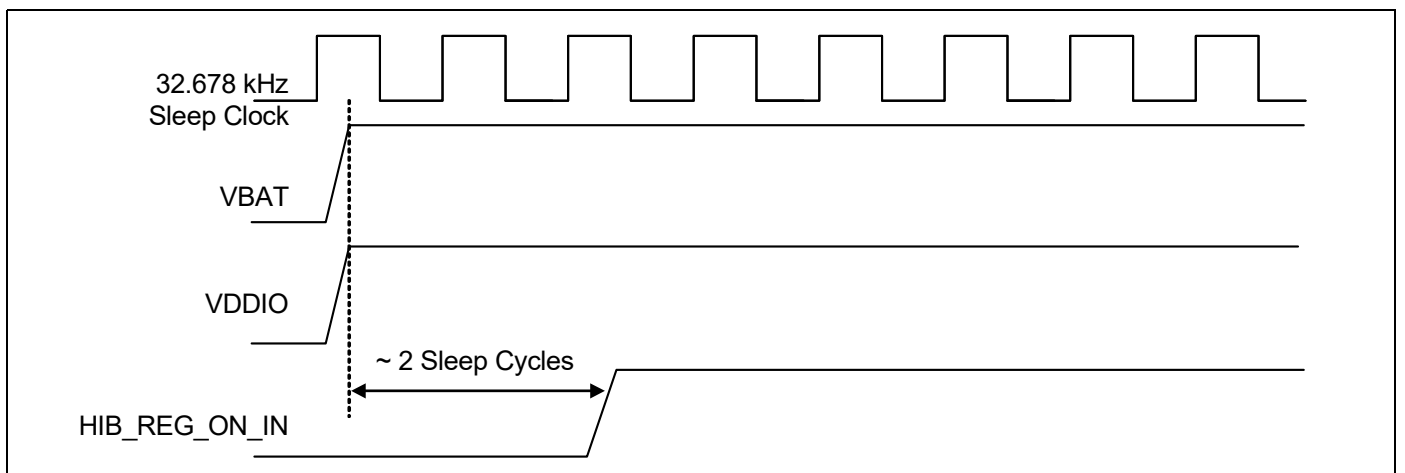 32.678 kHz
Sleep Clock
VBAT
VDDIO
~ 2 Sleep Cycles
HIB_REG_ON_IN